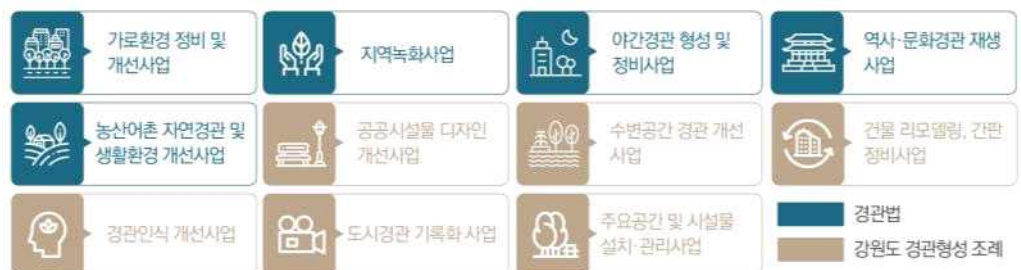 가로환경 정비 및
개선사업
지역녹화사업
야간경관 형성 및
정비사업
역사·문화경관 재생
사업
농산어촌 자연경관 및
생활환경 개선사업
공공시설물 디자인
개선사업
수변공간 경관 개선
사업
건물 리모델링, 간판
정비사업
경관인식 개선사업
도시경관 기록화 사업
주요공간 및 시설물
설치·관리사업
경관법
강원도 경관형성 조례